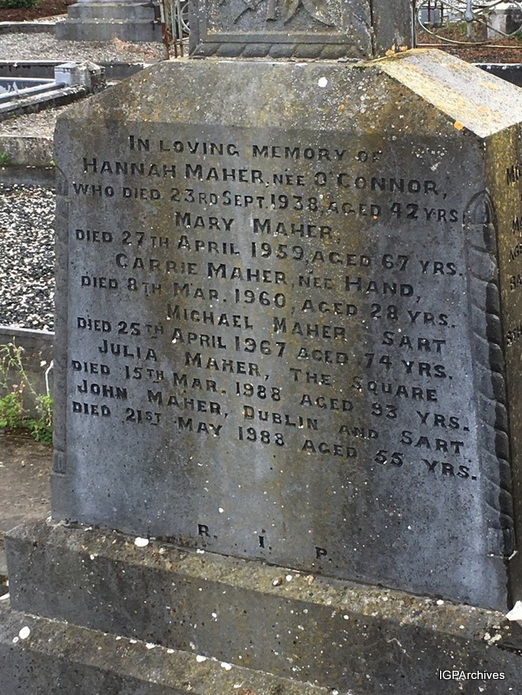 IN LOVING MEMORY OF
HANNAH MAHER, NÉE O'CONNOR,
WHO DIED 23RD SEPT. 1938, AGED 42 YRS.
MARY MAHER,
DIED 27TH APRIL 1959, AGED 67 YRS.
CARRIE MAHER, NÉE HAND,
DIED 8TH MAR. 1960, AGED 28 YRS.
MICHAEL MAHER SART
DIED 25TH APRIL 1967 AGED 74 YRS.
JULIA MAHER, THE SQUARE
DIED 15TH MAR. 1988 AGED 93 YRS.
JOHN MAHER, DUBLIN AND SART
DIED 21ST MAY 1988 AGED 55 YRS.
R. I. P.
IGPArchives